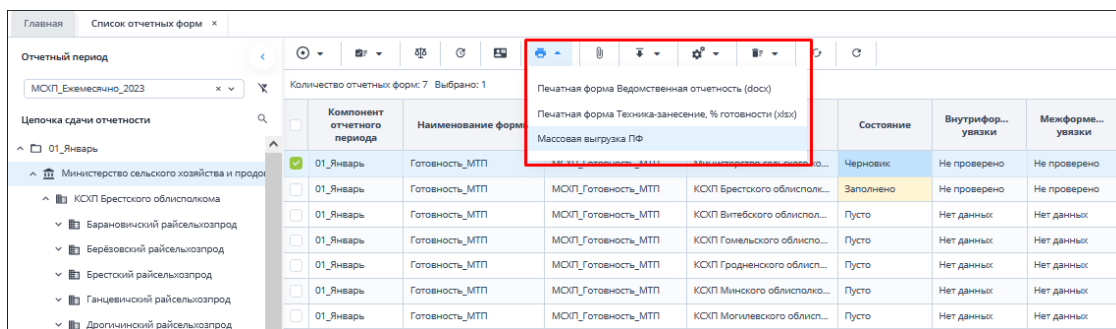 Главная Список отчетных форм ×
Отчетный период
МСХП_Ежемесячно_2023
Цепочка сдачи отчетности
01_Январь
Министерство сельского хозяйства и продо
КСХП Брестского облисполкома
Барановичский райсельхозпрод
Берёзовский райсельхозпрод
Брестский райсельхозпрод
Ганцевичский райсельхозпрод
Дрогичинский райсельхозпрод
Количество отчетных форм: 7 Выбрано: 1
Печатная форма Ведомственная отчетность (docx)
Печатная форма Техника-занесение, % готовности (xlsx)
Массовая выгрузка ПФ
Компонент отчетного периода Наименование форм Состояние Внутрифор... увязки Межформе... увязки
01_Январь Готовность_МТП МСХП_Готовность_МТП Министерство сельского хо... Черновик Не проверено Не проверено
01_Январь Готовность_МТП МСХП_Готовность_МТП КСХП Брестского облисполк... Заполнено Не проверено Не проверено
01_Январь Готовность_МТП МСХП_Готовность_МТП КСХП Витебского облиспол... Пусто Нет данных Нет данных
01_Январь Готовность_МТП МСХП_Готовность_МТП КСХП Гомельского облиспо... Пусто Нет данных Нет данных
01_Январь Готовность_МТП МСХП_Готовность_МТП КСХП Гродненского облисп... Пусто Нет данных Нет данных
01_Январь Готовность_МТП МСХП_Готовность_МТП КСХП Минского облисполко... Пусто Нет данных Нет данных
01_Январь Готовность_МТП МСХП_Готовность_МТП КСХП Могилевского облисп... Пусто Нет данных Нет данных